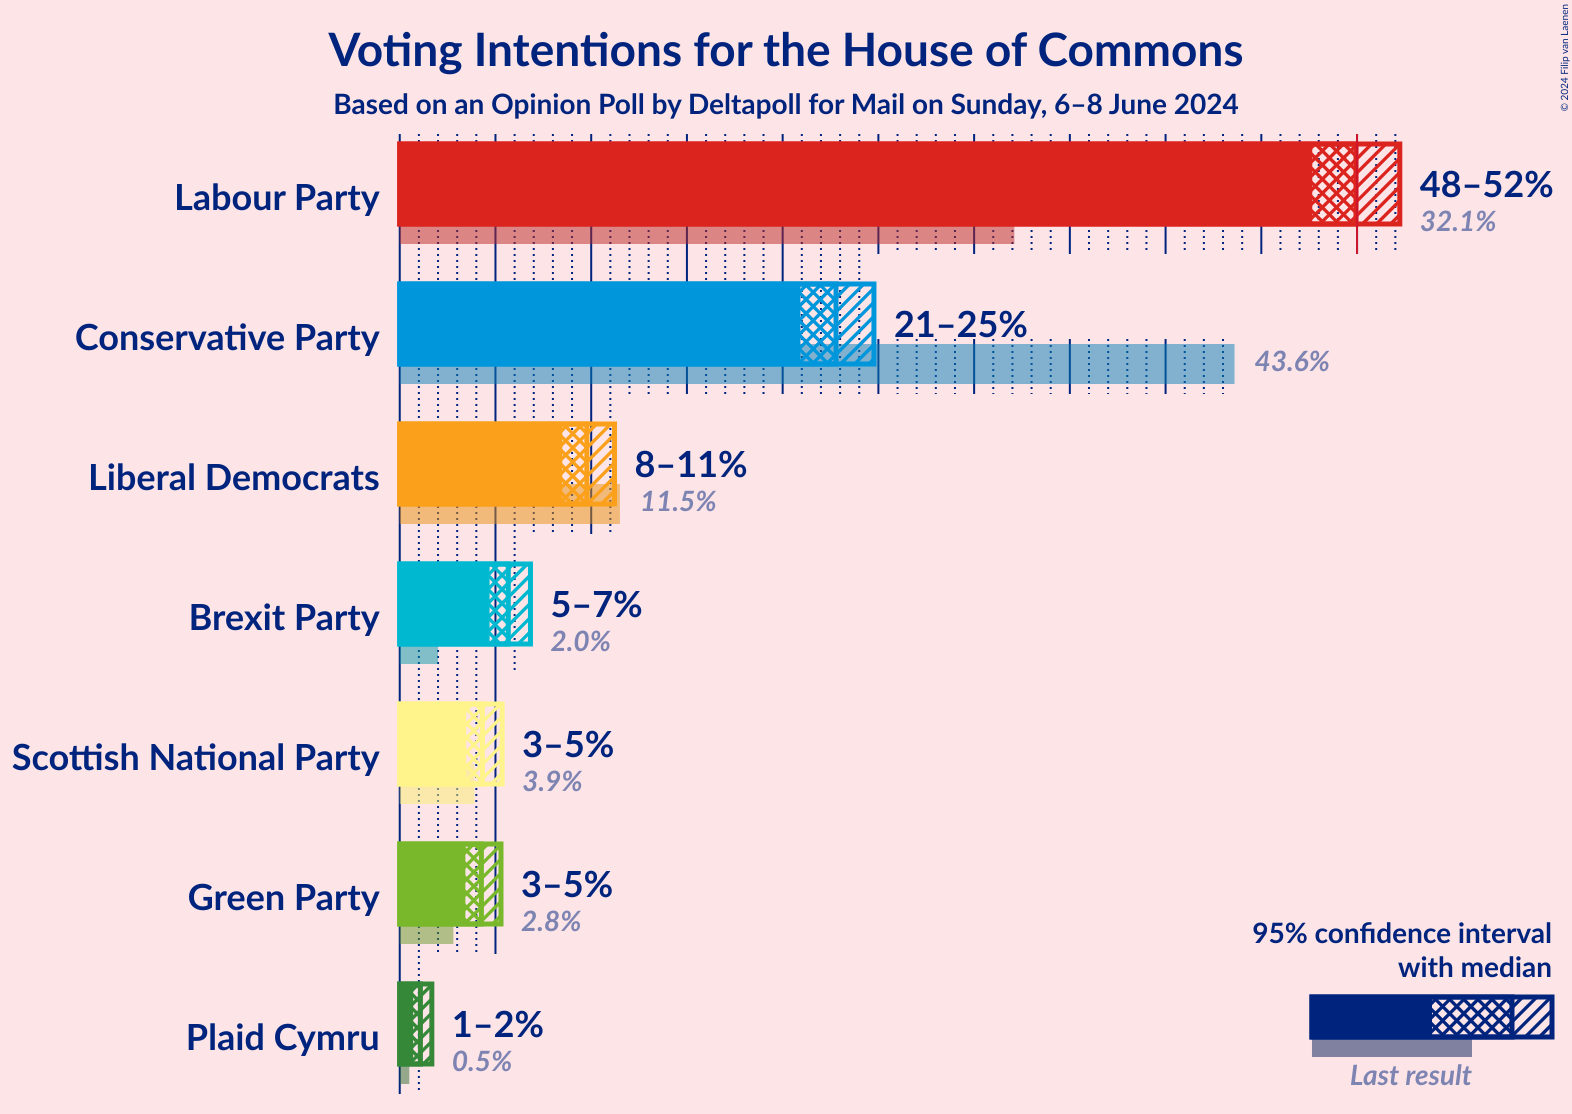 Voting Intentions for the House of Commons
Based on an Opinion Poll by Deltapoll for Mail on Sunday, 6–8 June 2024
© 2024 Filip van Laenen
Labour Party
48–52%
32.1%
Conservative Party
21–25%
43.6%
Liberal Democrats
8–11%
11.5%
Brexit Party
5–7%
2.0%
Scottish National Party
3–5%
3.9%
Green Party
3–5%
2.8%
Plaid Cymru
1–2%
0.5%
95% confidence interval
with median
Last result